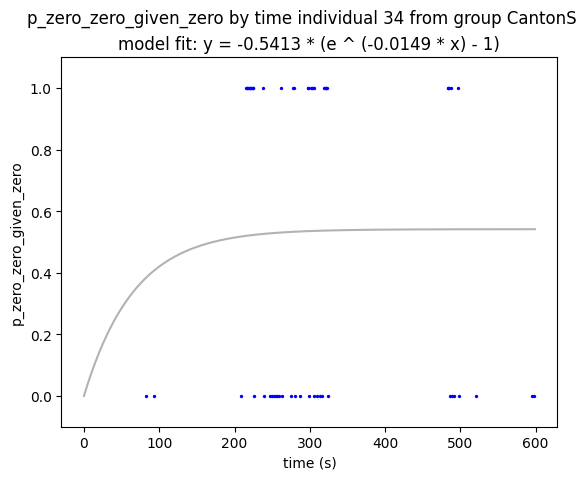 p_zero_zero_given_zero by time individual 34 from group CantonS
model fit: y = -0.5413 * (e ^ (-0.0149 * x) - 1)
p_zero_zero_given_zero
1.0
0.8
0.6
0.4
0.2
0.0
0 100 200 300 400 500 600
time (s)